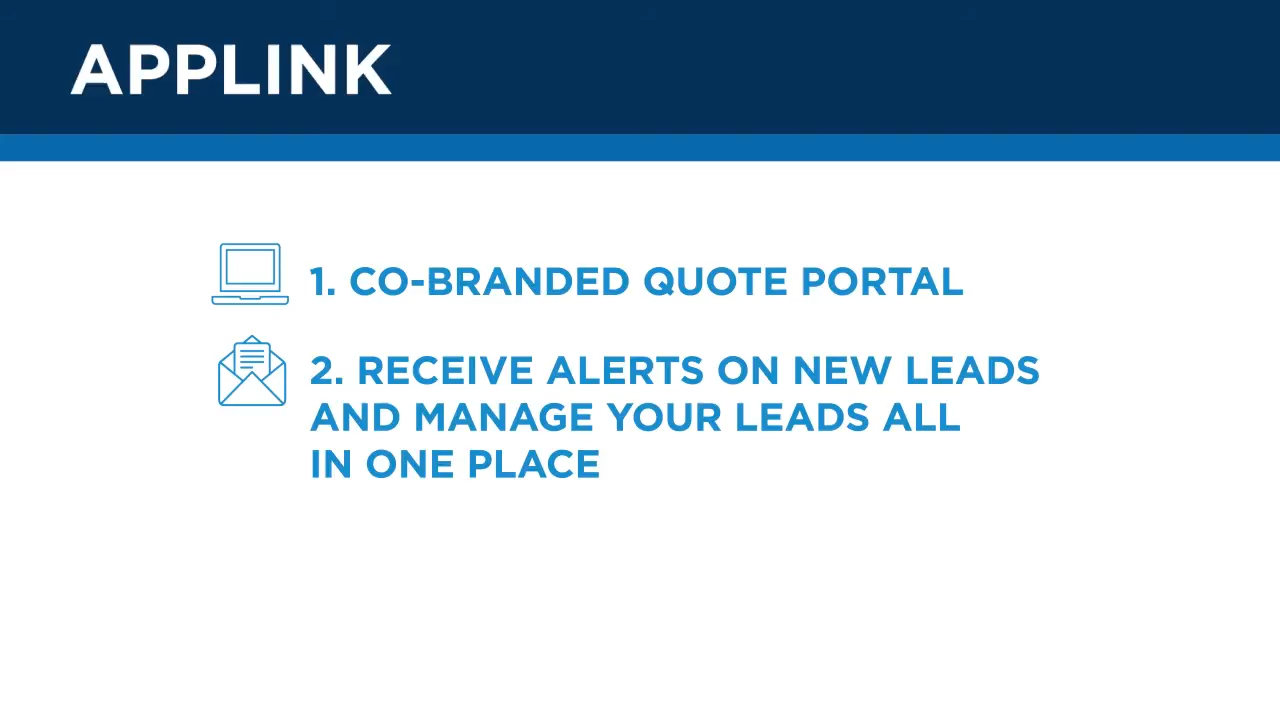 APPLINK
1. CO-BRANDED QUOTE PORTAL
2. RECEIVE ALERTS ON NEW LEADS
AND MANAGE YOUR LEADS ALL
IN ONE PLACE